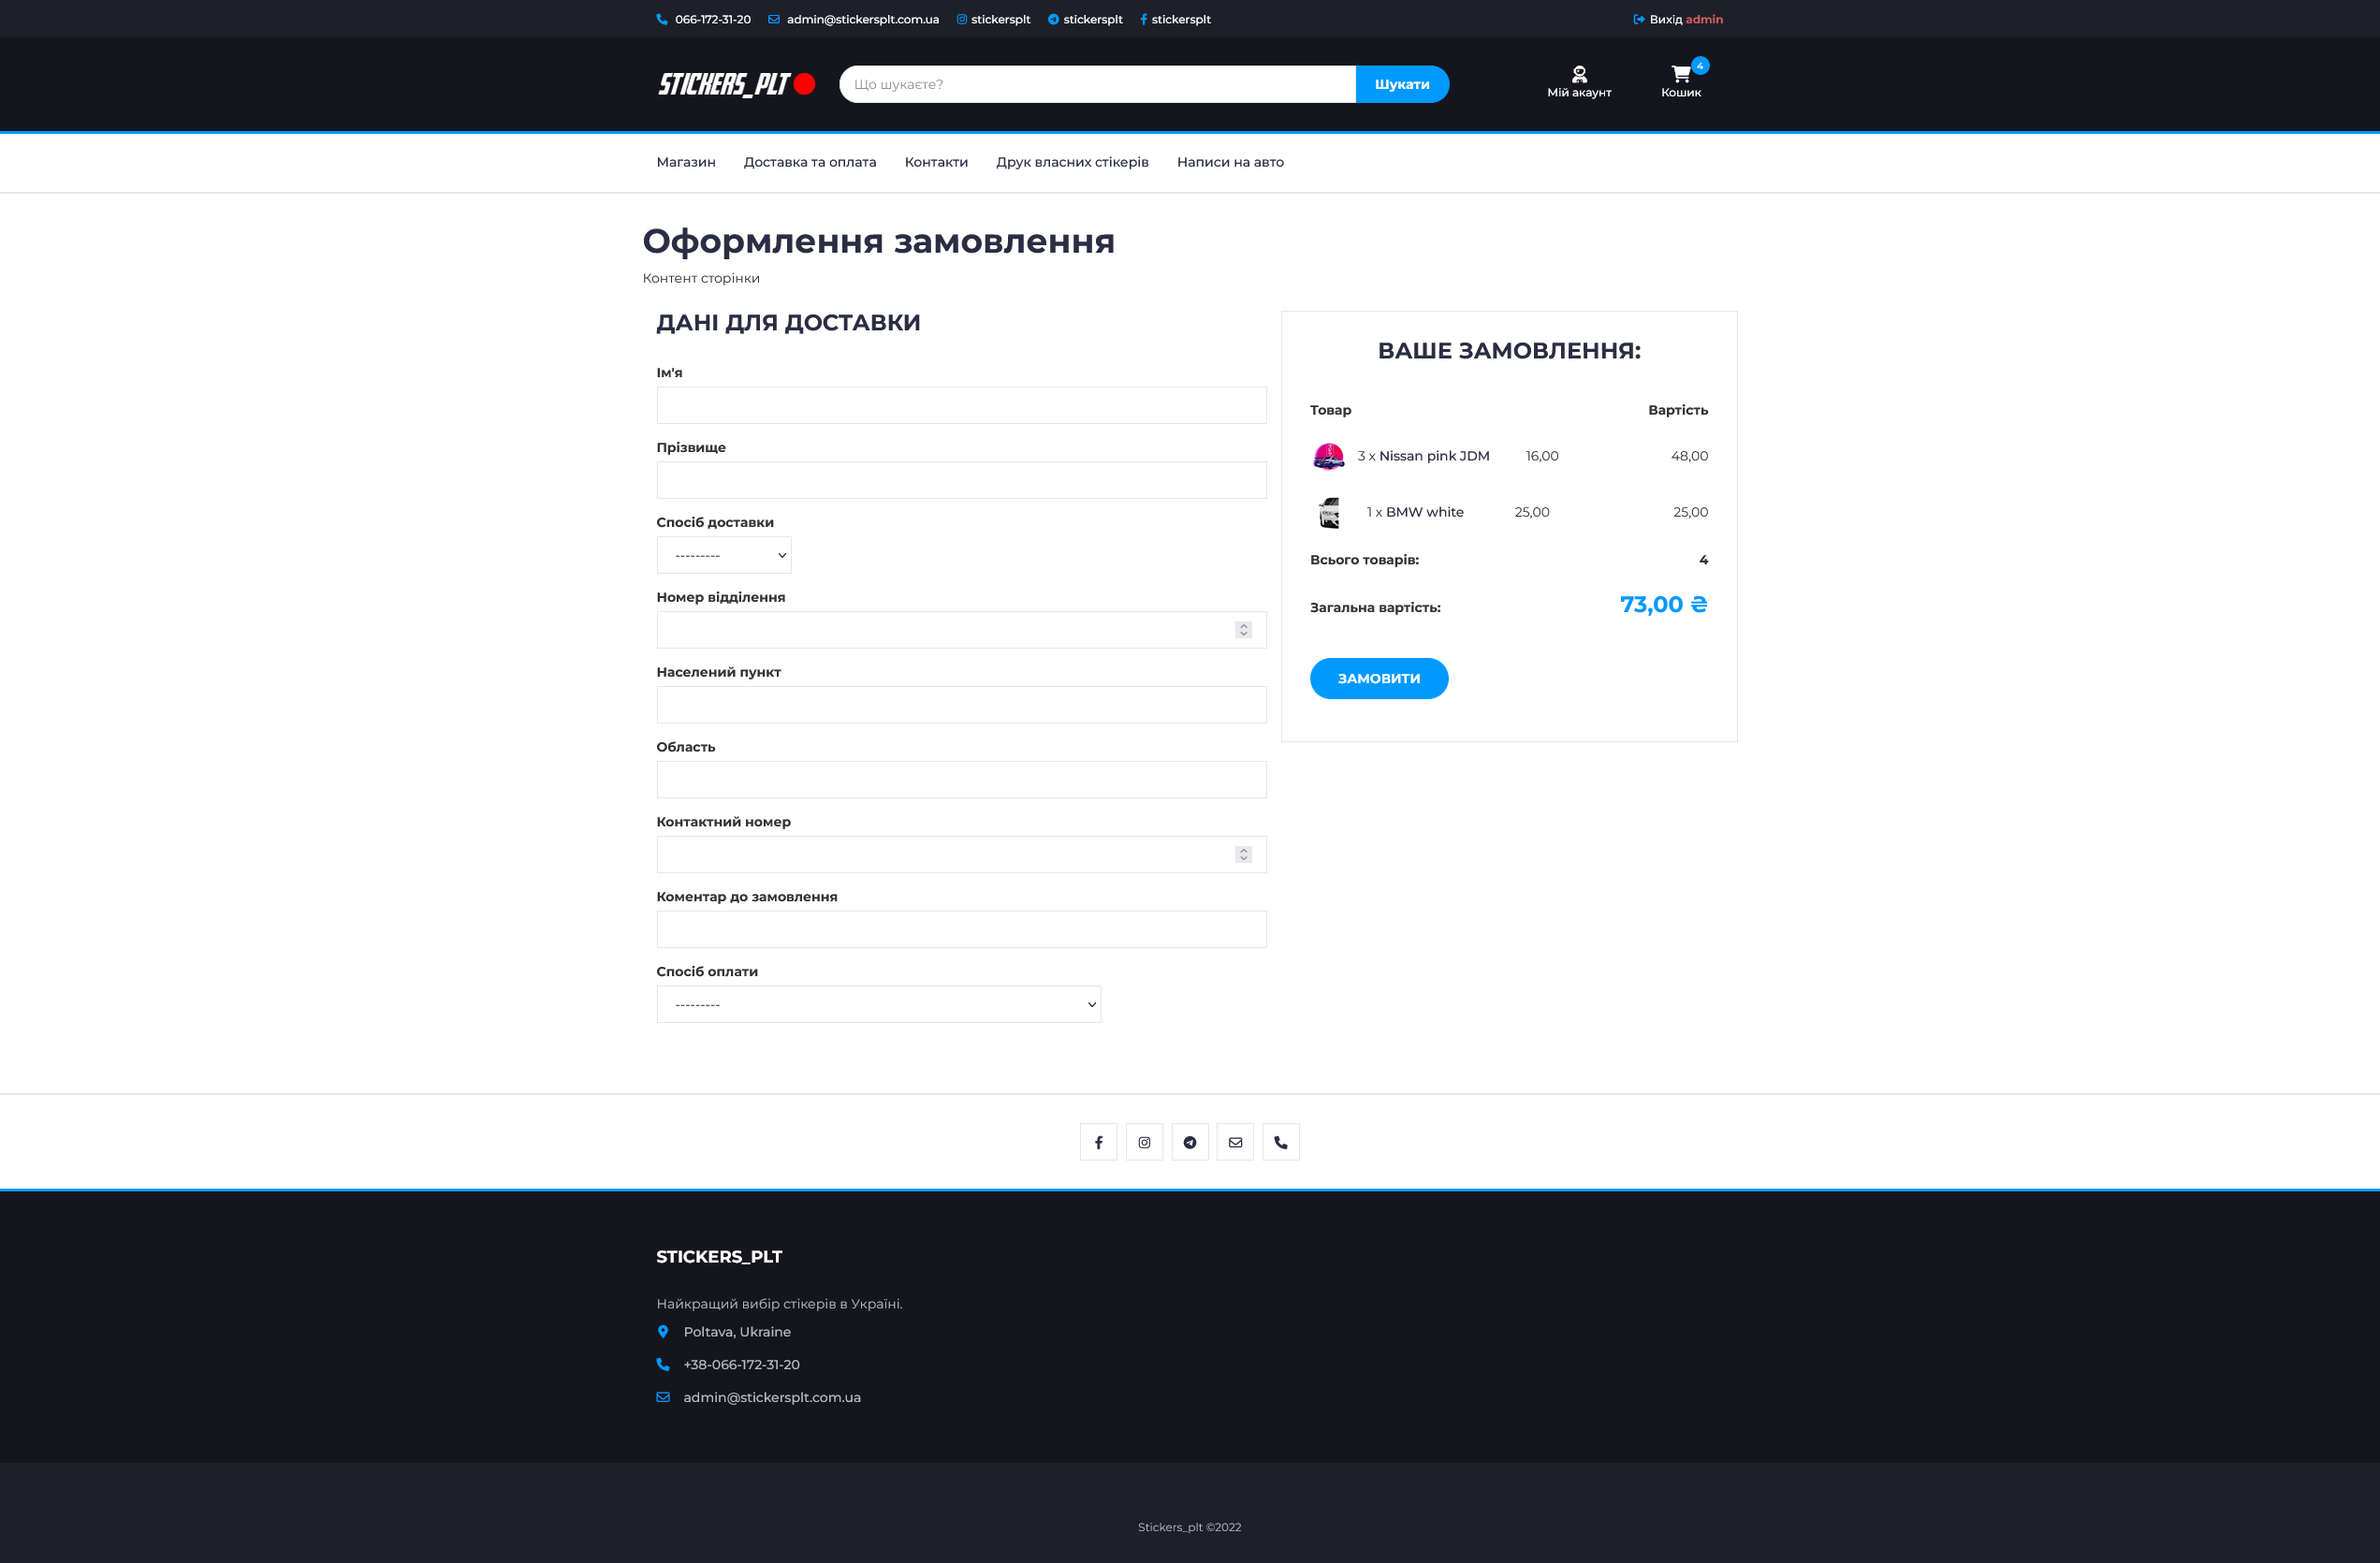 066-172-31-20 admin@stickersplt.com.ua stickersplt stickersplt stickersplt Вихід admin
STICKERS_PLT Що шукаєте? Шукати
4
Мій акаунт Кошик
Магазин Доставка та оплата Контакти Друк власних стікерів Написи на авто
Оформлення замовлення
Контент сторінки
ДАНІ ДЛЯ ДОСТАВКИ
Ім'я
Прізвище
Спосіб доставки
---------
Номер відділення
Населений пункт
Область
Контактний номер
Коментар до замовлення
Спосіб оплати
---------
ВАШЕ ЗАМОВЛЕННЯ:
Товар Вартість
3 x Nissan pink JDM 16,00 48,00
1 x BMW white 25,00 25,00
Всього товарів: 4
Загальна вартість: 73,00 ₴
ЗАМОВИТИ
STICKERS_PLT
Найкращий вибір стікерів в Україні.
Poltava, Ukraine
+38-066-172-31-20
admin@stickersplt.com.ua
Stickers_plt ©2022